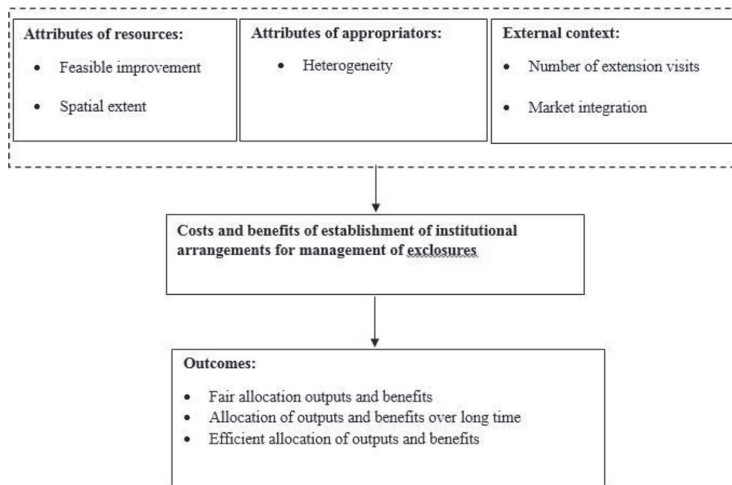 Attributes of resources:
• Feasible improvement
• Spatial extent
Attributes of appropriators:
• Heterogeneity
External context:
• Number of extension visits
• Market integration
Costs and benefits of establishment of institutional
arrangements for management of exclosures
Outcomes:
• Fair allocation outputs and benefits
• Allocation of outputs and benefits over long time
• Efficient allocation of outputs and benefits